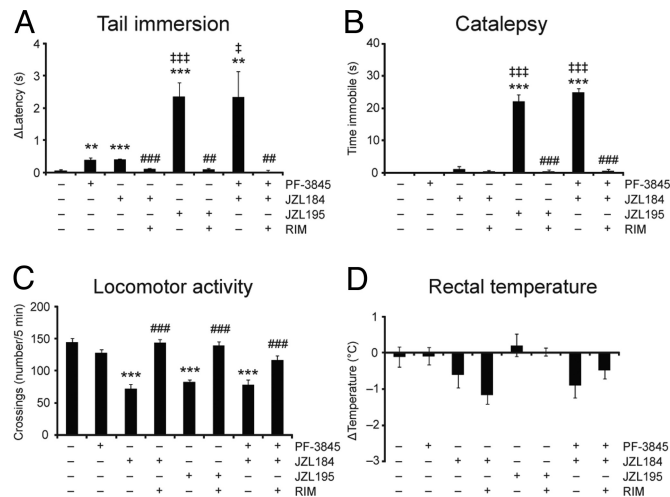 A Tail immersion
‡‡‡ ‡
*** **
** *** ### ## ##
ΔLatency (s)
4
3
2
1
0
– + – – – – + + PF-3845
– – + + – – + + JZL184
– – – – + + – – JZL195
– – – + – + – + RIM
B Catalepsy
‡‡‡ ‡‡‡
*** ***
### ###
Time immobile (s)
40
30
20
10
0
– + – – – – + + PF-3845
– – + + – – + + JZL184
– – – – + + – – JZL195
– – – + – + – + RIM
C Locomotor activity
### ### ###
*** *** ***
Crossings (number/5 min)
200
150
100
50
0
– + – – – – + + PF-3845
– – + + – – + + JZL184
– – – – + + – – JZL195
– – – + – + – + RIM
D Rectal temperature
ΔTemperature (°C)
1
0
−1
−2
−3
– + – – – – + + PF-3845
– – + + – – + + JZL184
– – – – + + – – JZL195
– – – + – + – + RIM